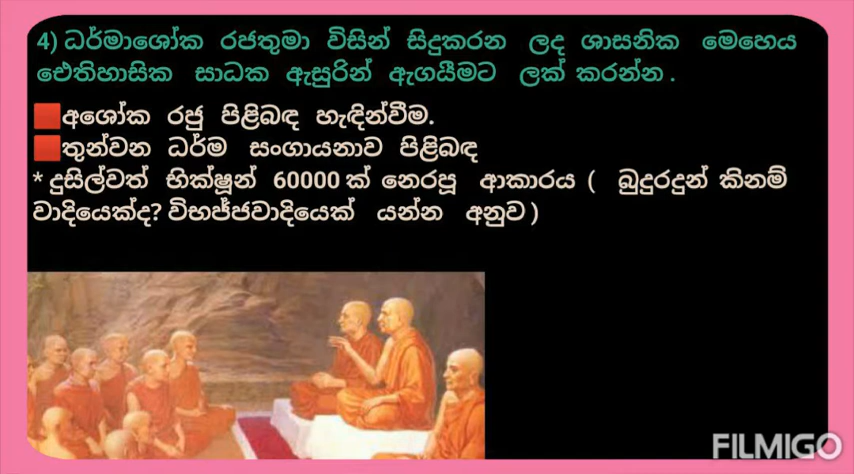 4) ධර්මාශෝක රජතුමා විසින් සිදුකරන ලද ශාසනික මෙහෙය
ඓතිහාසික සාධක ඇසුරින් ඇගයීමට ලක් කරන්න.
අශෝක රජු පිළිබඳ හැඳින්වීම.
තුන්වන ධර්ම සංගායනාව පිළිබඳ
* දුසිල්වත් භික්ෂූන් 60000 ක් නෙරපූ ආකාරය ( බුදුරදුන් කිනම්
වාදියෙක්ද? විභජ්ජවාදියෙක් යන්න අනුව )
FILMIGO